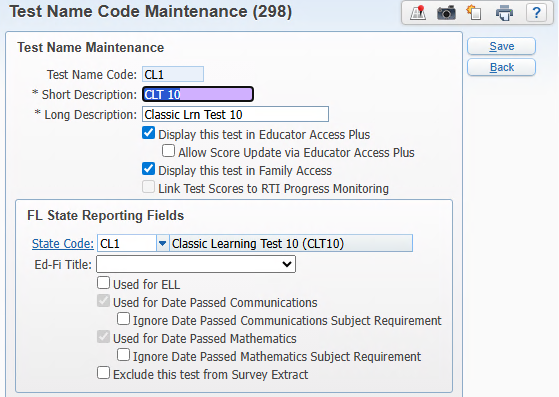 Test Name Code Maintenance (298)
?
Test Name Maintenance
Save
Back
Test Name Code: CL1
* Short Description: CLT 10
* Long Description: Classic Lrn Test 10
Display this test in Educator Access Plus
Allow Score Update via Educator Access Plus
Display this test in Family Access
Link Test Scores to RTI Progress Monitoring
FL State Reporting Fields
State Code: CL1 Classic Learning Test 10 (CLT10)
Ed-Fi Title:
Used for ELL
Used for Date Passed Communications
Ignore Date Passed Communications Subject Requirement
Used for Date Passed Mathematics
Ignore Date Passed Mathematics Subject Requirement
Exclude this test from Survey Extract